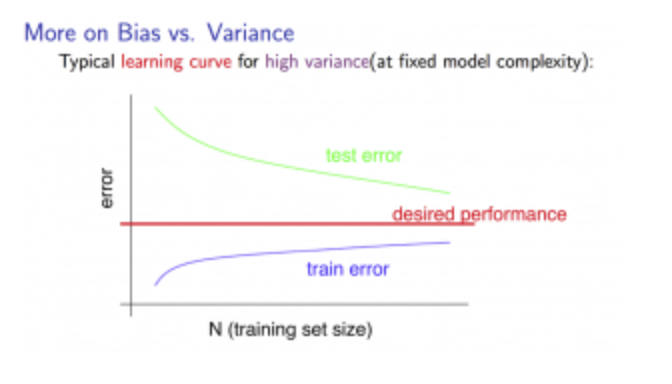 More on Bias vs. Variance
Typical learning curve for high variance(at fixed model complexity):
test error
error
desired performance
train error
N (training set size)